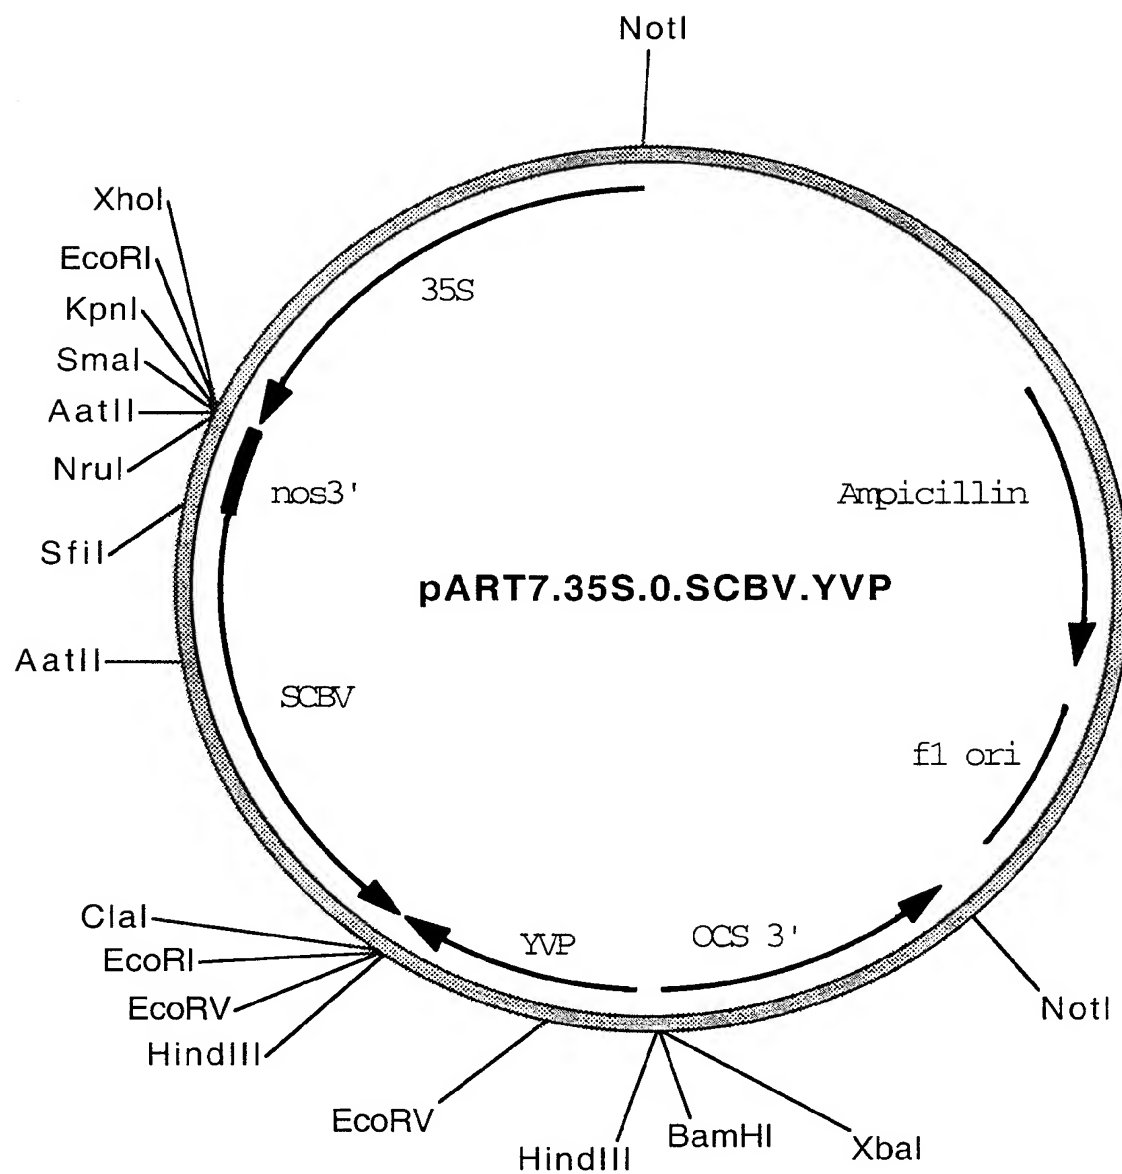 NotI
XhoI
EcoRI
KpnI
SmaI
AatII
NruI
SfiI
AatII
35S
nos3'
Ampicillin
pART7.35S.0.SCBV.YVP
SCBV
f1 ori
ClaI
EcoRI
EcoRV
HindIII
YVP
OCS 3'
NotI
EcoRV
HindIII
BamHI
XbaI